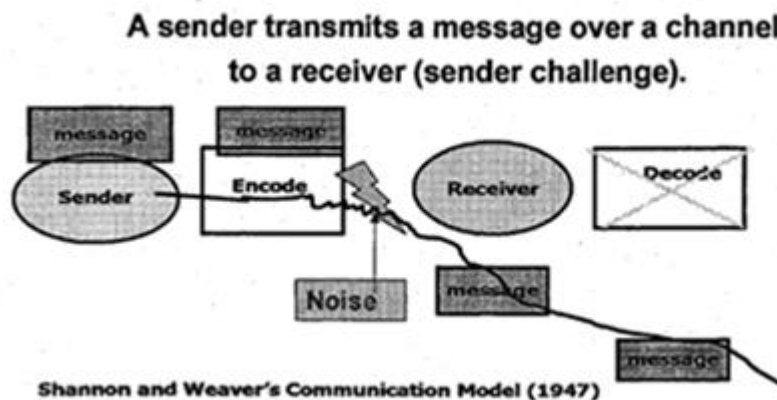 A sender transmits a message over a channel
to a receiver (sender challenge).
message
message
Sender
Encode
Receiver
Decode
Noise
message
message
Shannon and Weaver's Communication Model (1947)